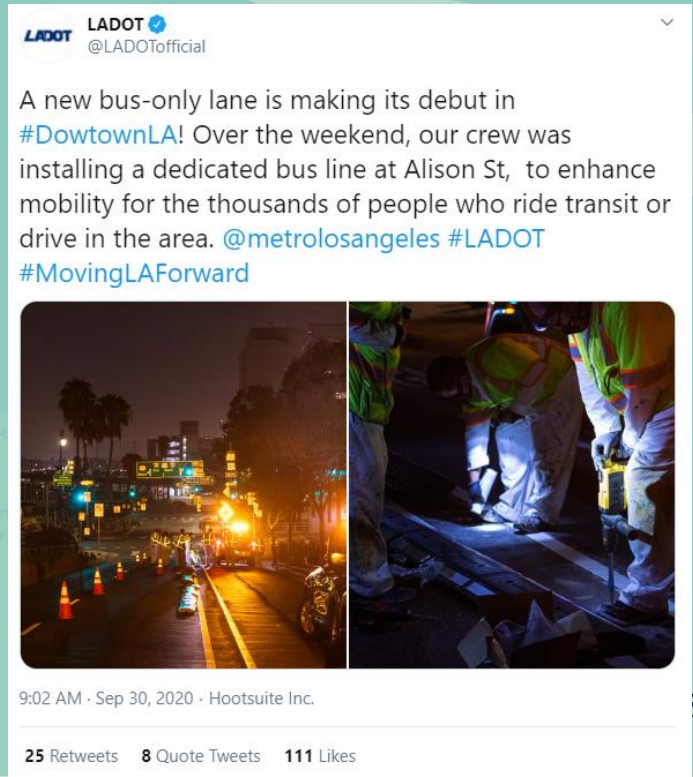 LADOT
LADOT
@LADOTofficial
A new bus-only lane is making its debut in
#DowtownLA! Over the weekend, our crew was
installing a dedicated bus line at Alison St,  to enhance
mobility for the thousands of people who ride transit or
drive in the area. @metrolosangeles #LADOT
#MovingLAForward
9:02 AM · Sep 30, 2020 · Hootsuite Inc.
25 Retweets 8 Quote Tweets 111 Likes